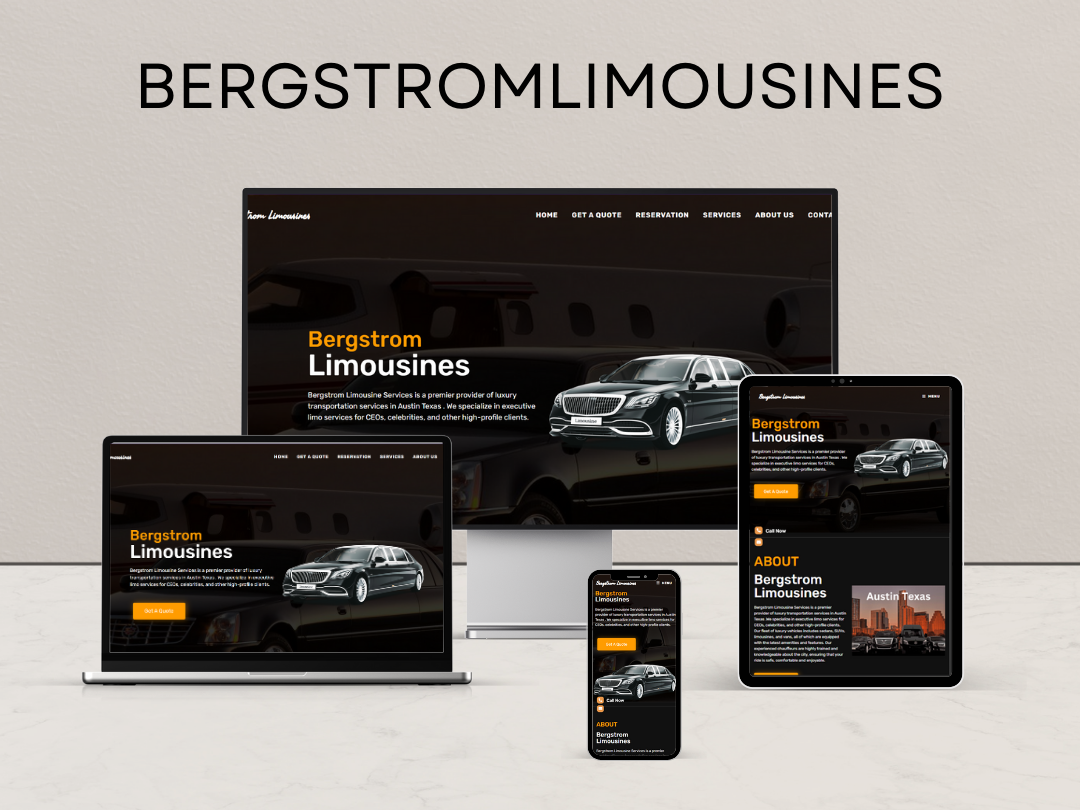 BERGSTROMLIMOUSINES
trom Limousines
HOME GET A QUOTE RESERVATION SERVICES ABOUT US CONTA
Bergstrom
Limousines
Bergstrom Limousine Services is a premier provider of luxury
transportation services in Austin Texas . We specialize in executive
limo services for CEOs, celebrities, and other high-profile clients.
Limousines
mousines
HOME GET A QUOTE RESERVATION SERVICES ABOUT US
Bergstrom
Limousines
Bergstrom Limousine Services is a premier provider of luxury
transportation services in Austin Texas . We specialize in executive
limo services for CEOs, celebrities, and other high-profile clients.
Get A Quote
Bergstrom Limousines
MENU
Bergstrom
Limousines
Bergstrom Limousine Services is a premier provider
of luxury transportation services in Austin Texas . We
specialize in executive limo services for CEOs,
celebrities, and other high-profile clients.
Get A Quote
Call Now
ABOUT
Bergstrom
Limousines
Bergstrom Limousine Services is a premier
provider of luxury transportation services in Austin
Texas. We specialize in executive limo services for
CEOs, celebrities, and other high-profile clients.
Our fleet of luxury vehicles includes sedans, SUVs,
limousines, and vans, all of which are equipped
with the latest amenities and features. Our
experienced chauffeurs are highly trained and
knowledgeable about the city, ensuring that your
ride is safe, comfortable and enjoyable.
Austin Texas
Bergstrom Limousines
MENU
Bergstrom
Limousines
Bergstrom Limousine Services is a premier
provider of luxury transportation services in Austin
Texas . We specialize in executive limo services for
CEOs, celebrities, and other high-profile clients.
Get A Quote
Call Now
ABOUT
Bergstrom
Limousines
Bergstrom Limousine Services is a premier